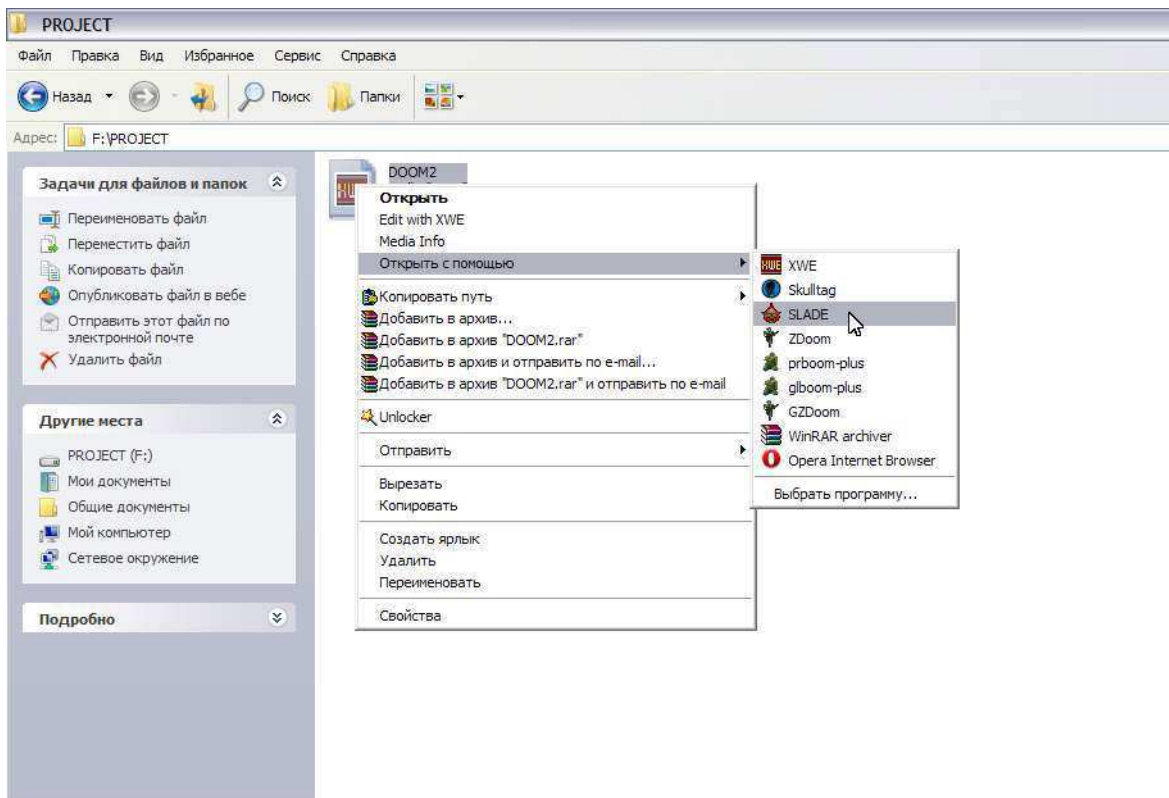 PROJECT
Файл Правка Вид Избранное Сервис Справка
Назад Поиск Папки
Адрес: F:\PROJECT
Задачи для файлов и папок
Переименовать файл
Переместить файл
Копировать файл
Опубликовать файл в вебе
Отправить этот файл по
электронной почте
Удалить файл
Другие места
PROJECT (F:)
Мои документы
Общие документы
Мой компьютер
Сетевое окружение
Подробно
DOOM2
Открыть
Edit with XWE
Media Info
Открыть с помощью
Копировать путь
Добавить в архив...
Добавить в архив "DOOM2.rar"
Добавить в архив и отправить по e-mail...
Добавить в архив "DOOM2.rar" и отправить по e-mail
Unlocker
Отправить
Вырезать
Копировать
Создать ярлык
Удалить
Переименовать
Свойства
XWE
Skulltag
SLADE
ZDoom
prboom-plus
glboom-plus
GZDoom
WinRAR archiver
Opera Internet Browser
Выбрать программу...